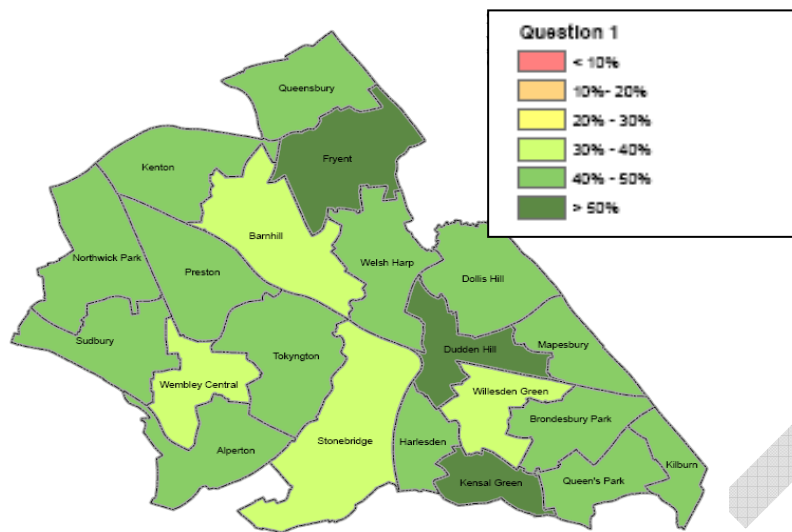 Question 1
< 10%
10%- 20%
20% - 30%
30% - 40%
40% - 50%
> 50%
Queensbury
Fryent
Kenton
Barnhill
Northwick Park
Preston
Welsh Harp
Dollis Hill
Sudbury
Tokyngton
Dudden Hill
Mapesbury
Wembley Central
Willesden Green
Brondesbury Park
Alperton
Stonebridge
Harlesden
Kensal Green
Queen's Park
Kilburn